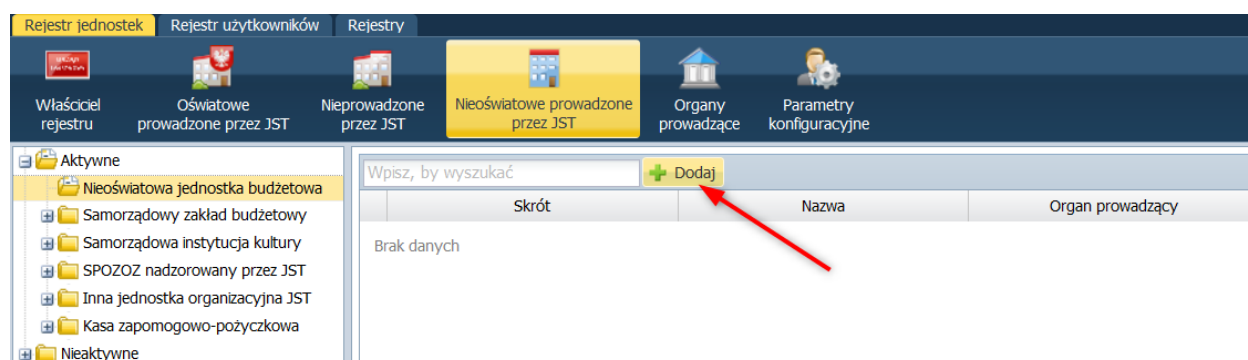 Rejestr jednostek Rejestr użytkowników Rejestry
Właściciel rejestru
Oświatowe prowadzone przez JST
Nieprowadzone przez JST
Nieoświatowe prowadzone przez JST
Organy prowadzące
Parametry konfiguracyjne
Aktywne
Nieoświatowa jednostka budżetowa
Samorządowy zakład budżetowy
Samorządowa instytucja kultury
SPOZOZ nadzorowany przez JST
Inna jednostka organizacyjna JST
Kasa zapomogowo-pożyczkowa
Nieaktywne
Wpisz, by wyszukać Dodaj
Skrót Nazwa Organ prowadzący
Brak danych